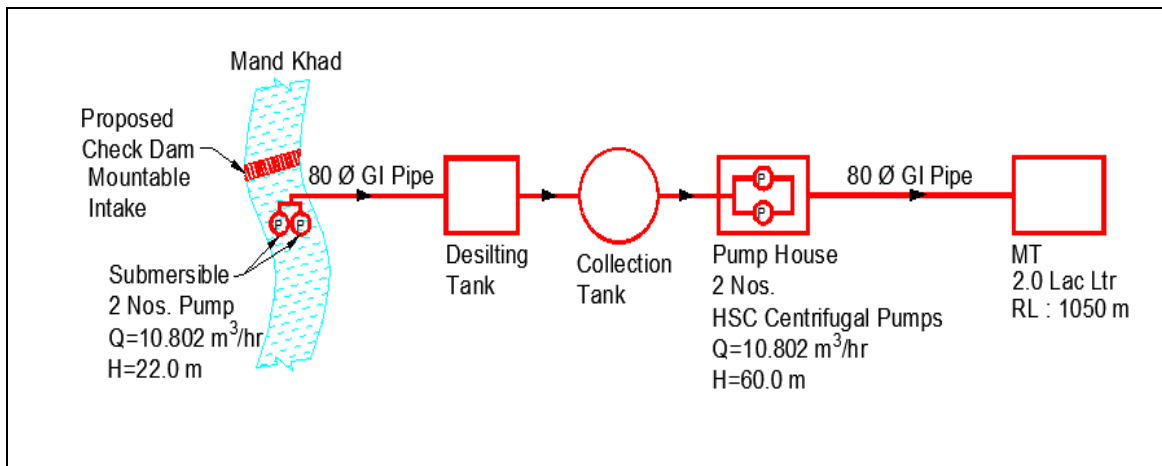 Mand Khad
Proposed
Check Dam
Mountable
Intake
80 Ø GI Pipe
P
P
Submersible
2 Nos. Pump
Q=10.802 m³/hr
H=22.0 m
Desilting
Tank
Collection
Tank
P
P
Pump House
2 Nos.
HSC Centrifugal Pumps
Q=10.802 m³/hr
H=60.0 m
80 Ø GI Pipe
MT
2.0 Lac Ltr
RL : 1050 m